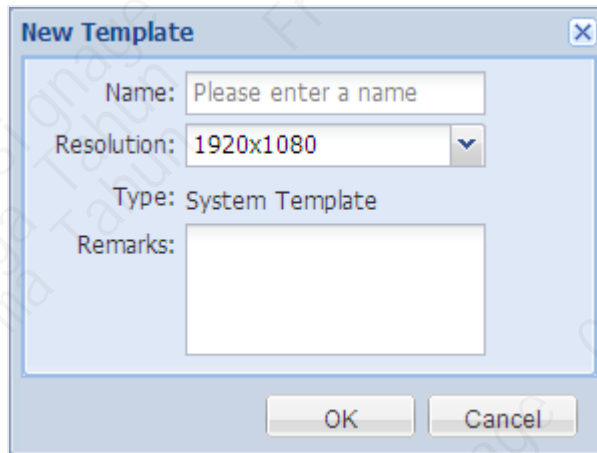 New Template
Name: Please enter a name
Resolution: 1920x1080
Type: System Template
Remarks:
OK Cancel